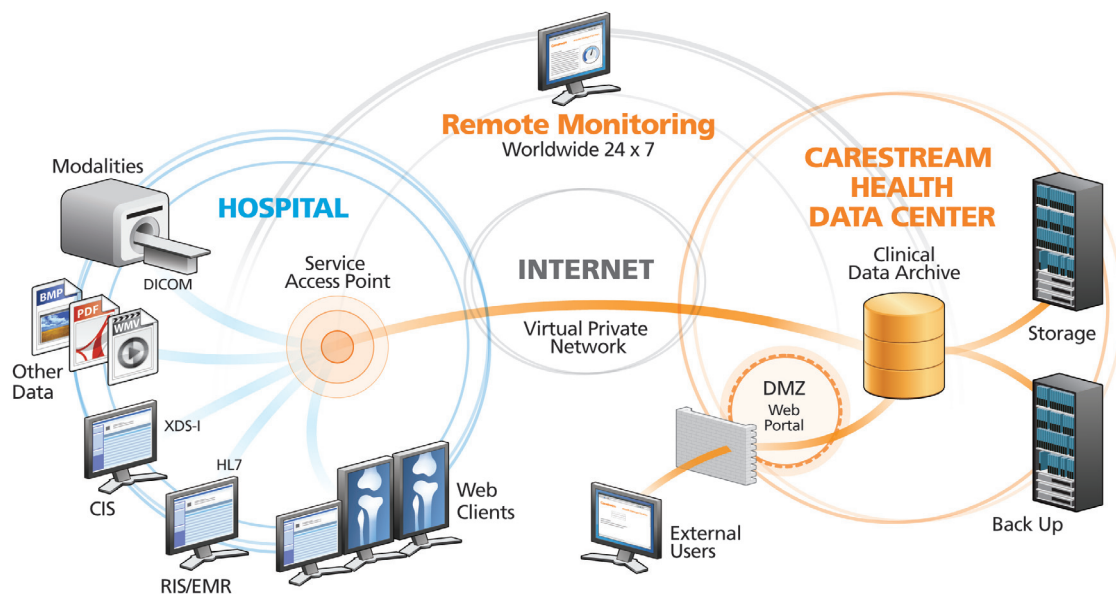 Remote Monitoring
Worldwide 24 x 7
Modalities
HOSPITAL
DICOM
Service
Access Point
BMP
PDF
WMV
Other
Data
XDS-I
CIS
HL7
RIS/EMR
Web
Clients
INTERNET
Virtual Private
Network
CARESTREAM
HEALTH
DATA CENTER
Clinical
Data Archive
Storage
DMZ
Web
Portal
External
Users
Back Up